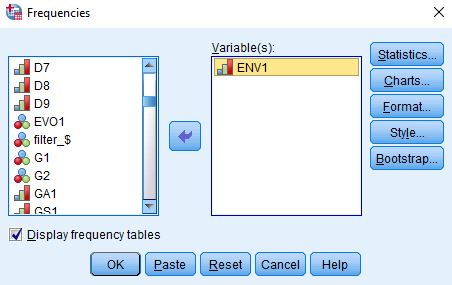 Frequencies
Variable(s):
D7
D8
D9
EVO1
filter_$
G1
G2
GA1
GS1
ENV1
Statistics...
Charts...
Format...
Style...
Bootstrap...
Display frequency tables
OK
Paste
Reset
Cancel
Help